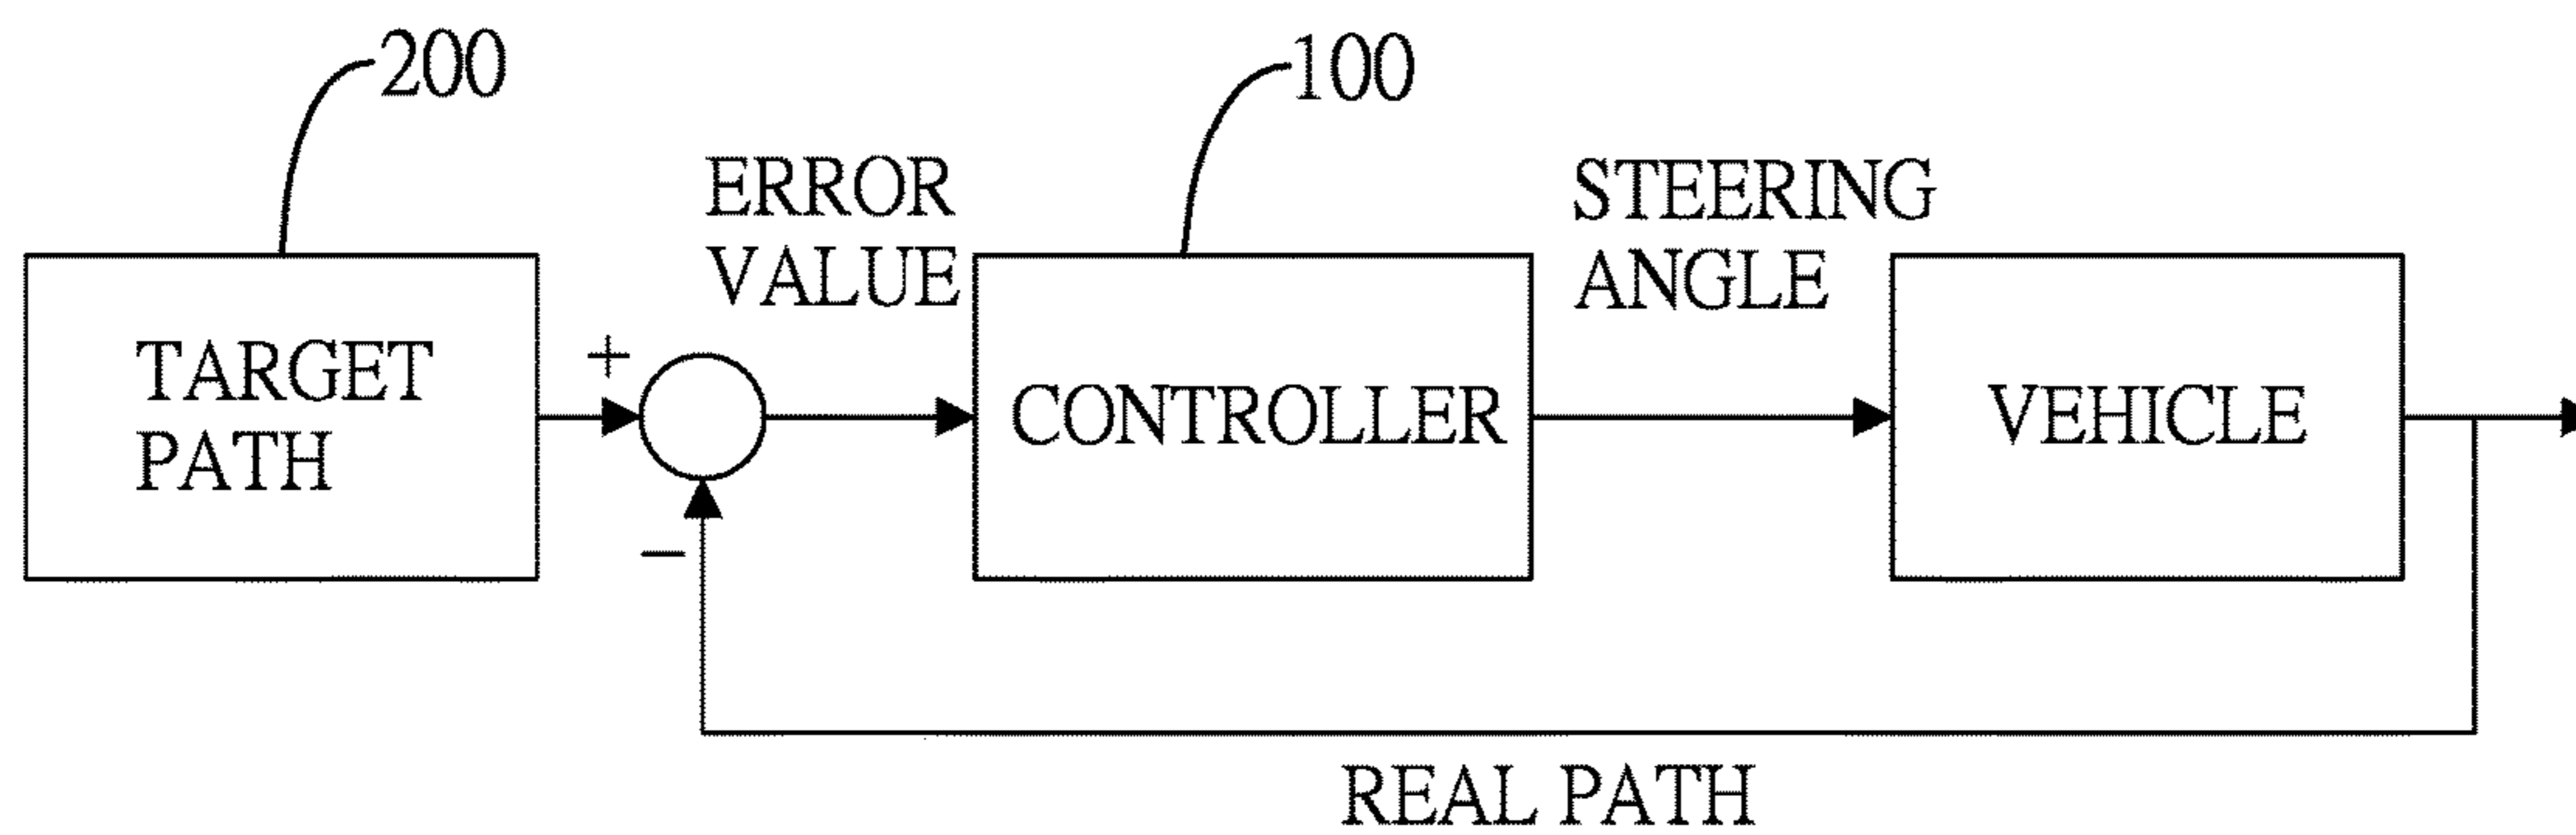 200
100
ERROR
VALUE
STEERING
ANGLE
TARGET
PATH
+
−
CONTROLLER
VEHICLE
REAL PATH